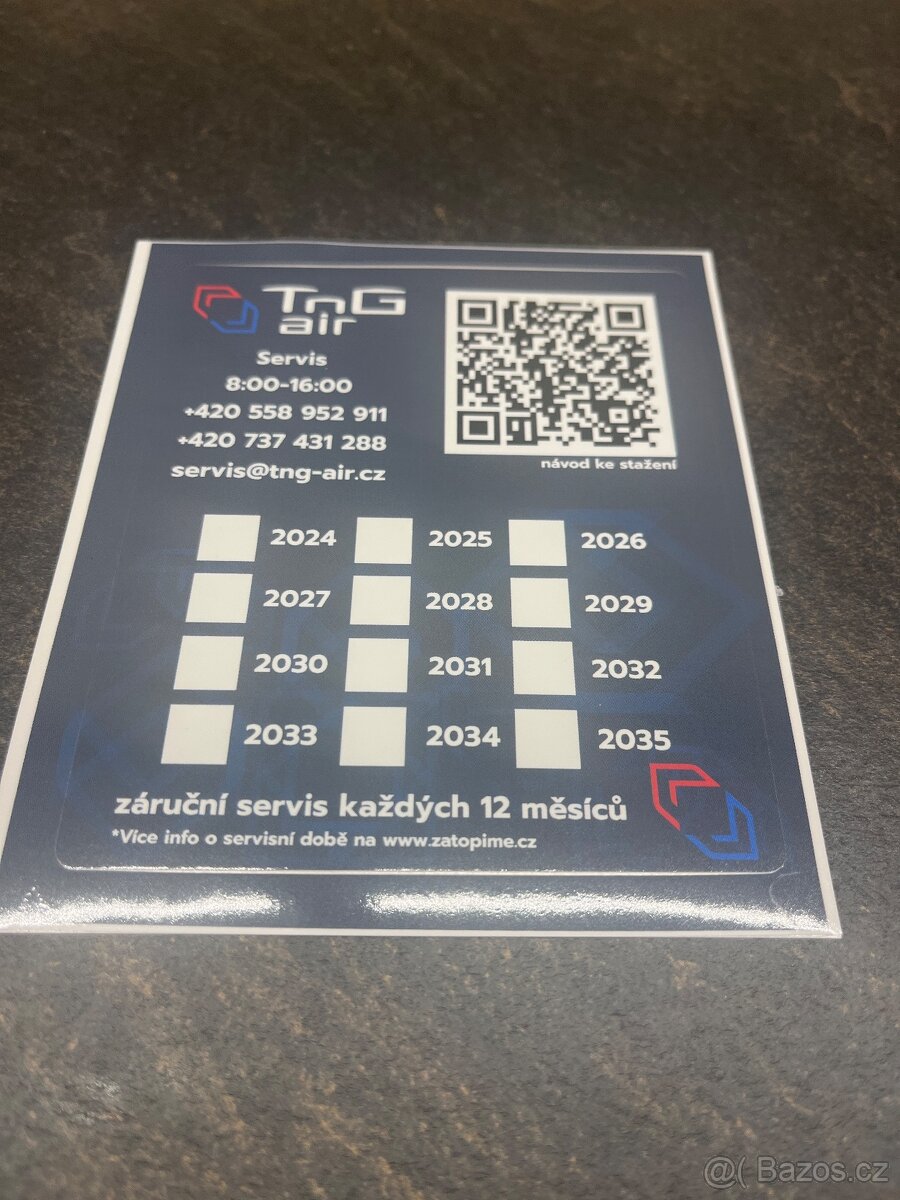 TnG
air
Servis
8:00-16:00
+420 558 952 911
+420 737 431 288
servis@tng-air.cz
návod ke stažení
2024 2025 2026
2027 2028 2029
2030 2031 2032
2033 2034 2035
záruční servis každých 12 měsíců
*Více info o servisní době na www.zatopime.cz
@( Bazos.cz